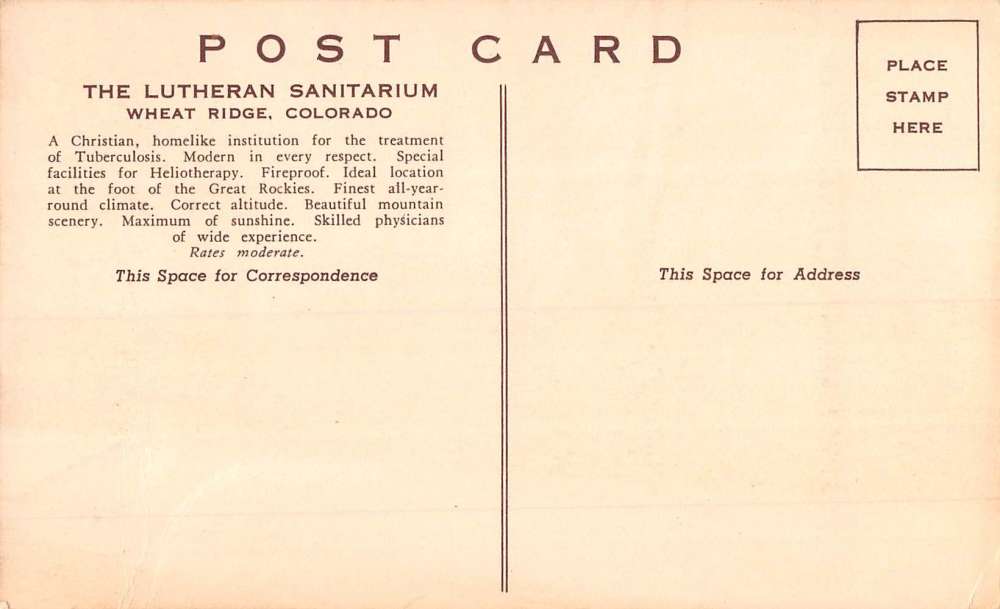 POST CARD
THE LUTHERAN SANITARIUM
WHEAT RIDGE, COLORADO
A Christian, homelike institution for the treatment
of Tuberculosis. Modern in every respect. Special
facilities for Heliotherapy. Fireproof. Ideal location
at the foot of the Great Rockies. Finest all-year-
round climate. Correct altitude. Beautiful mountain
scenery. Maximum of sunshine. Skilled physicians
of wide experience.
Rates moderate.
This Space for Correspondence
PLACE
STAMP
HERE
This Space for Address